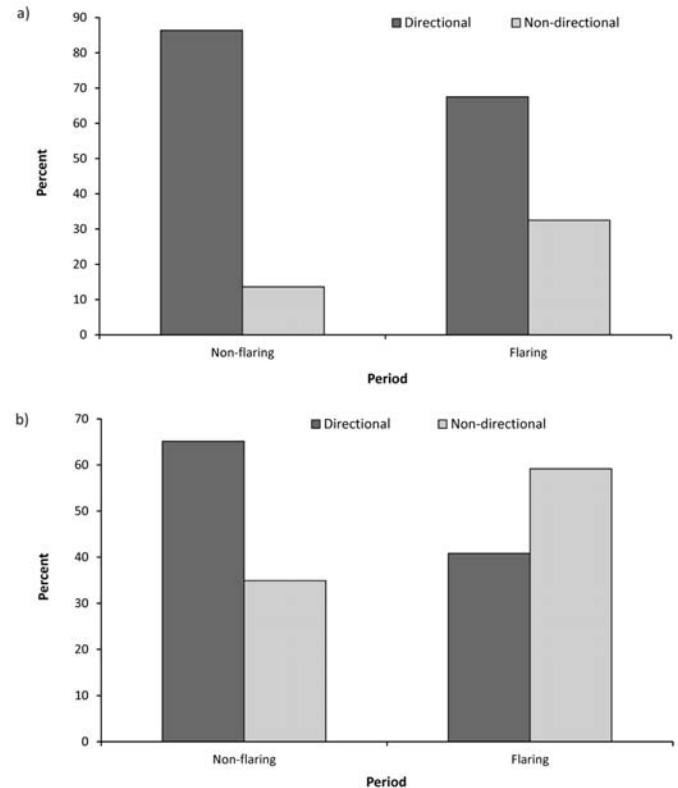 a)
Directional Non-directional
90
80
70
60
50
40
30
20
10
0
Percent
Non-flaring Flaring
Period
b)
Directional Non-directional
70
60
50
40
30
20
10
0
Percent
Non-flaring Flaring
Period